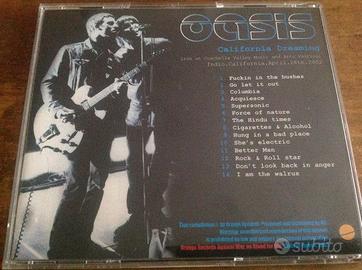 oasis
California Dreaming
Live at Coachella Valley Music and Arts Festival
Indio, California, April, 28th, 2002
1 Fuckin in the bushes
2 Go let it out
3 Columbia
4 Acquiesce
5 Supersonic
6 Force of nature
7 The Hindu times
8 Cigarettes & Alcohol
9 Hung in a bad place
10 She's electric
11 Better Man
12 Rock & Roll star
13 Don't look back in anger
14 I am the walrus
subito